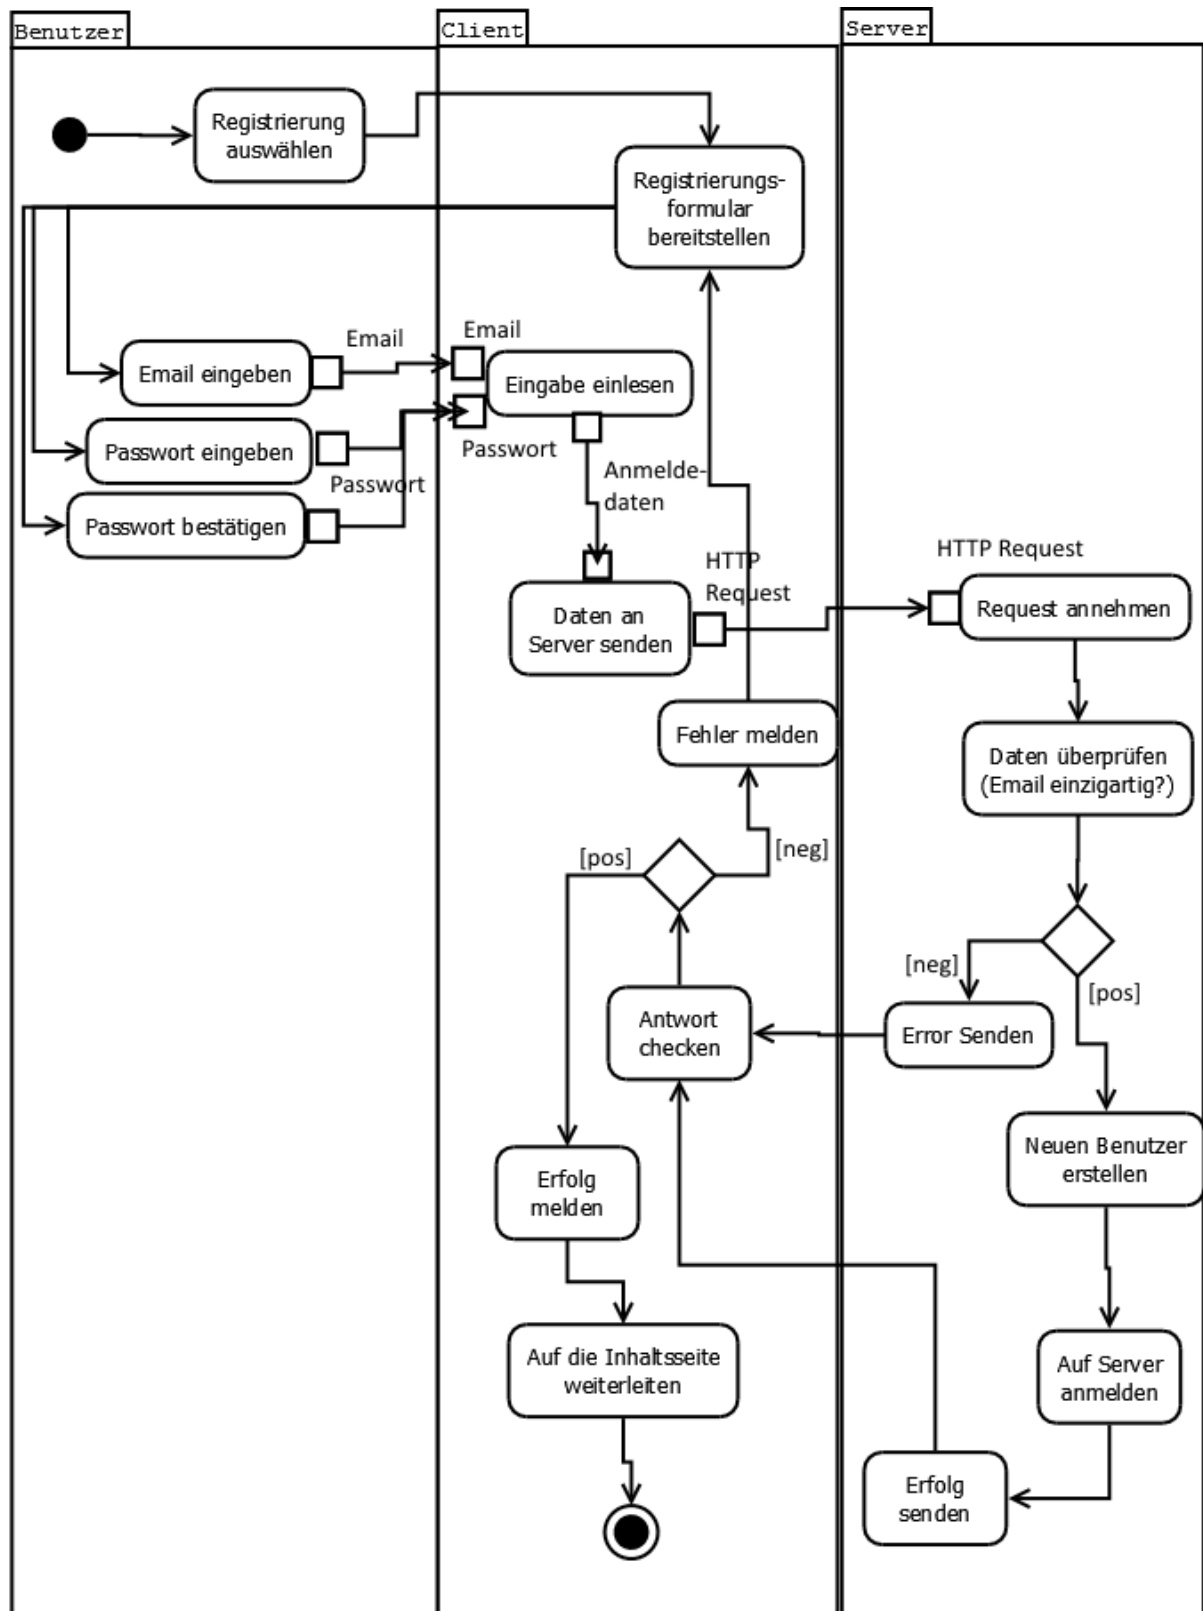 Benutzer
Client
Server
Registrierung
auswählen
Registrierungs-
formular
bereitstellen
Email
Email
Email eingeben
Eingabe einlesen
Passwort eingeben
Passwort
Passwort
Passwort bestätigen
Anmelde-
daten
HTTP
Request
HTTP Request
Daten an
Server senden
Request annehmen
Fehler melden
Daten überprüfen
(Email einzigartig?)
[pos]
[neg]
[neg]
[pos]
Antwort
checken
Error Senden
Neuen Benutzer
erstellen
Erfolg
melden
Auf die Inhaltsseite
weiterleiten
Auf Server
anmelden
Erfolg
senden